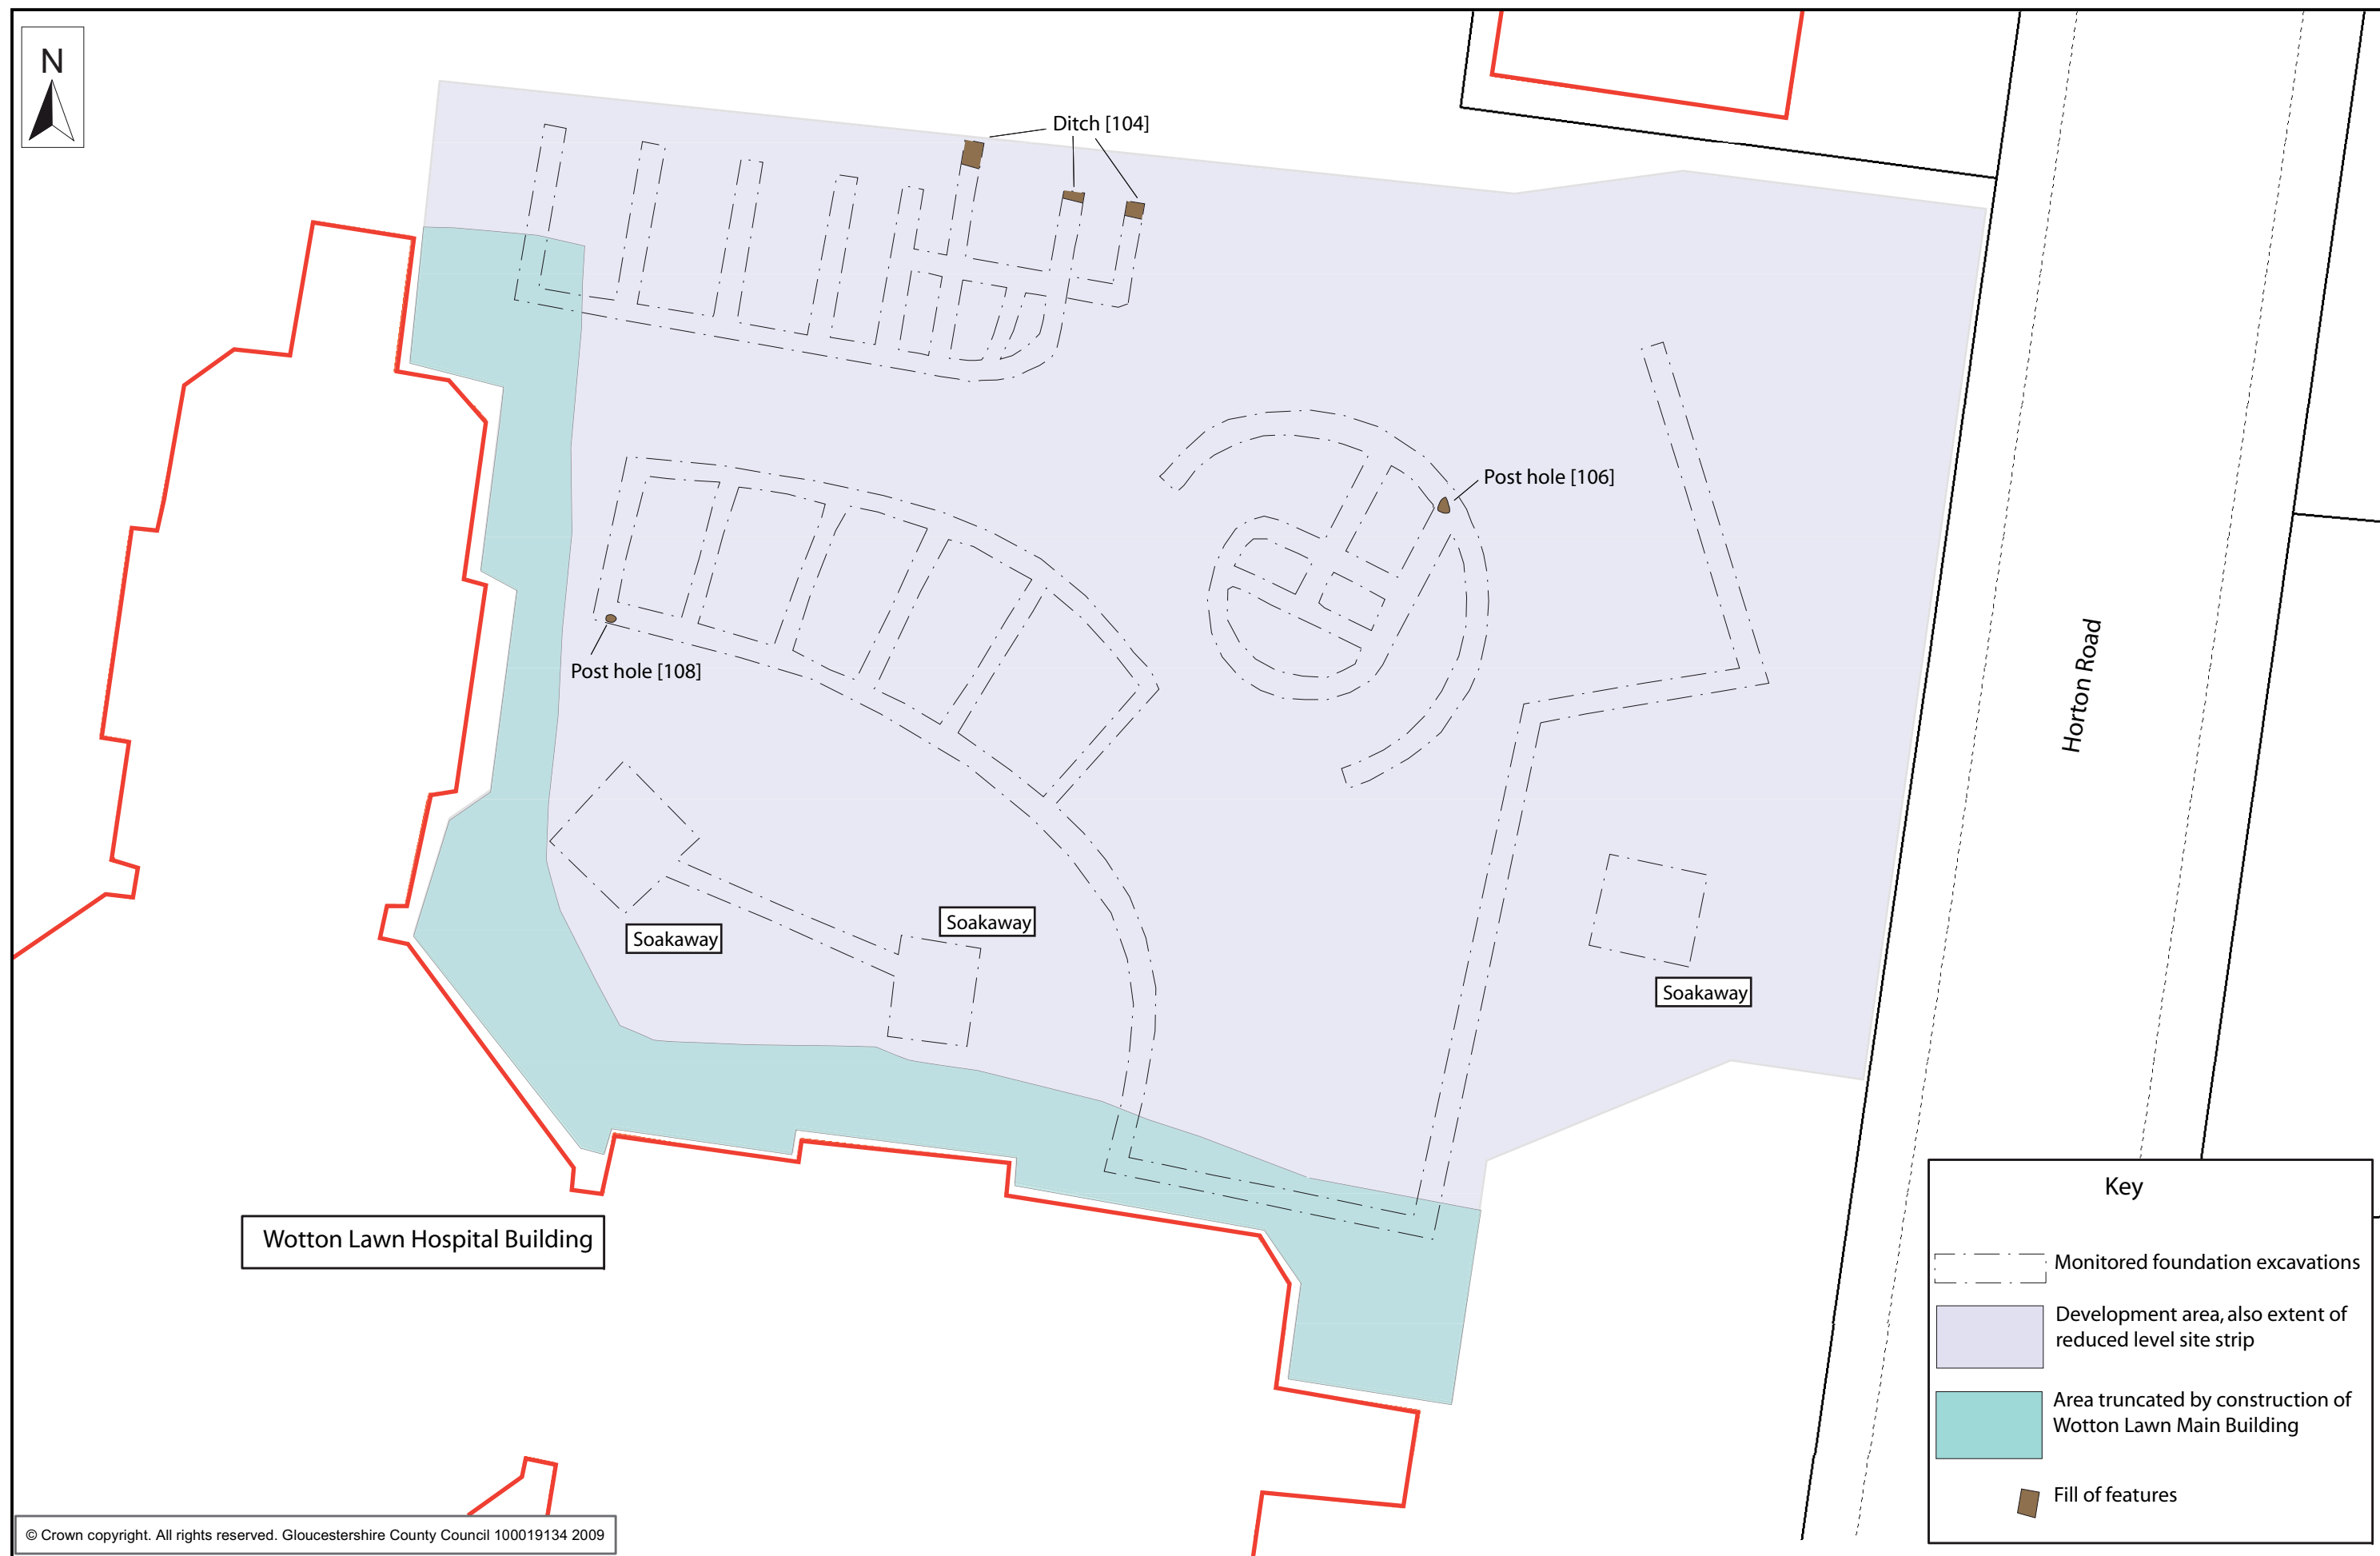 N
Ditch [104]
Post hole [106]
Post hole [108]
Horton Road
Soakaway
Soakaway
Soakaway
Wotton Lawn Hospital Building
Key
Monitored foundation excavations
Development area, also extent of
reduced level site strip
Area truncated by construction of
Wotton Lawn Main Building
Fill of features
© Crown copyright. All rights reserved. Gloucestershire County Council 100019134 2009